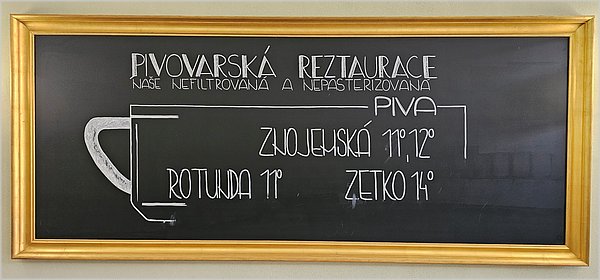 PIVOVARSKÁ REZTAURACE
NAŠE NEFILTROVANÁ A NEPASTERIZOVANÁ
PIVA
ZNOJEMSKÁ 11°, 12°
ROTUNDA 11° ZETKO 14°